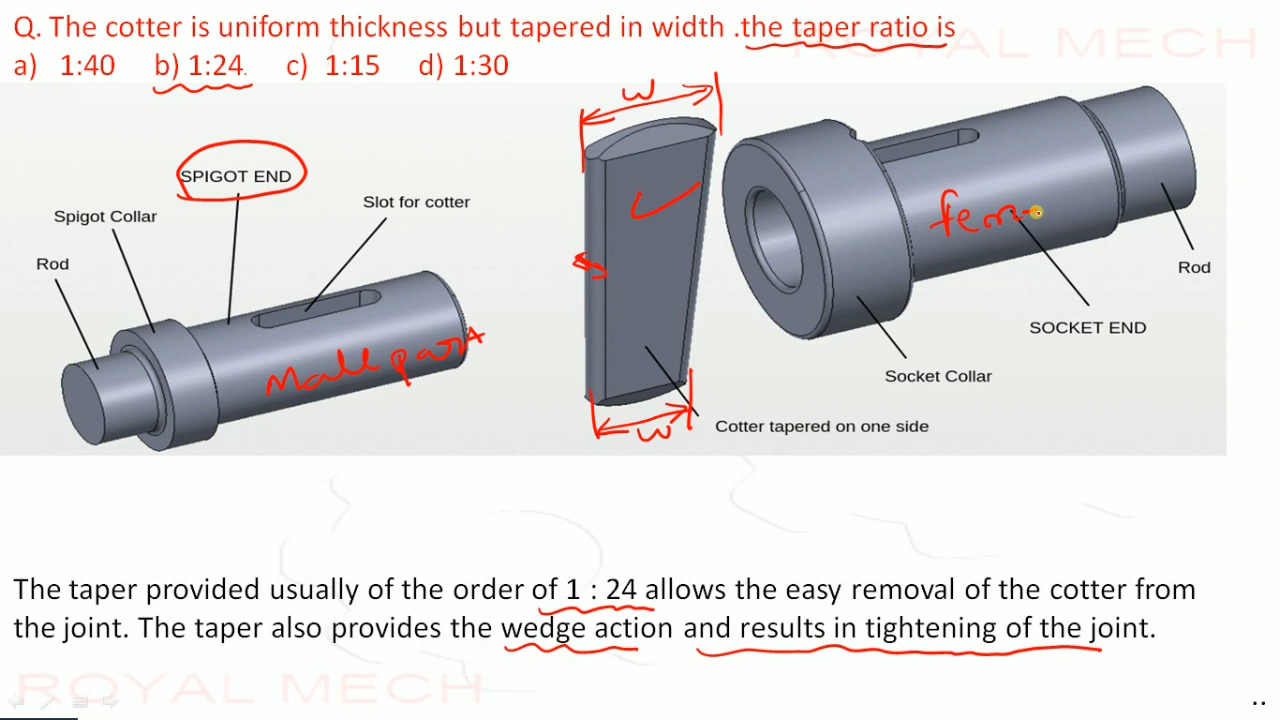 Q. The cotter is uniform thickness but tapered in width .the taper ratio is
a) 1:40 b) 1:24. c) 1:15 d) 1:30
ROYAL MECH
W
SPIGOT END
Spigot Collar
Slot for cotter
Rod
Mall part
fem
Rod
SOCKET END
Socket Collar
W
Cotter tapered on one side
The taper provided usually of the order of 1 : 24 allows the easy removal of the cotter from
the joint. The taper also provides the wedge action and results in tightening of the joint.
ROYAL MECH
..